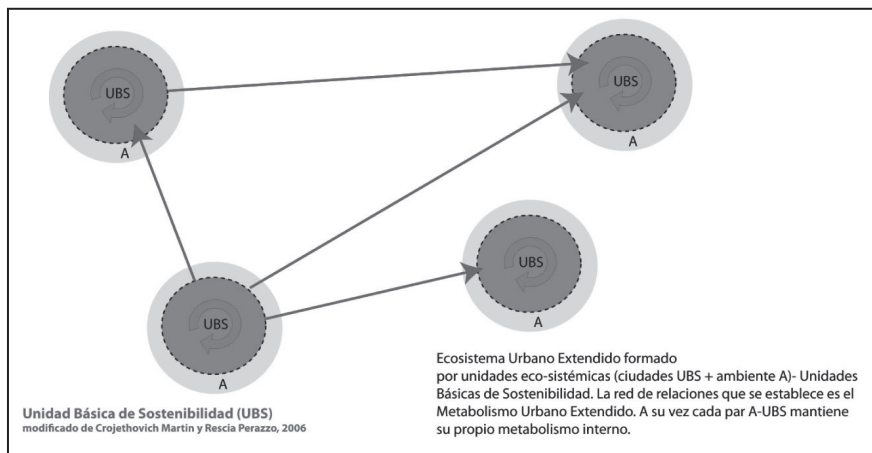 UBS
A
UBS
A
UBS
A
UBS
A
Ecosistema Urbano Extendido formado
por unidades eco-sistémicas (ciudades UBS + ambiente A)- Unidades
Básicas de Sostenibilidad. La red de relaciones que se establece es el
Metabolismo Urbano Extendido. A su vez cada par A-UBS mantiene
su propio metabolismo interno.
Unidad Básica de Sostenibilidad (UBS)
modificado de Crojethovich Martin y Rescia Perazzo, 2006